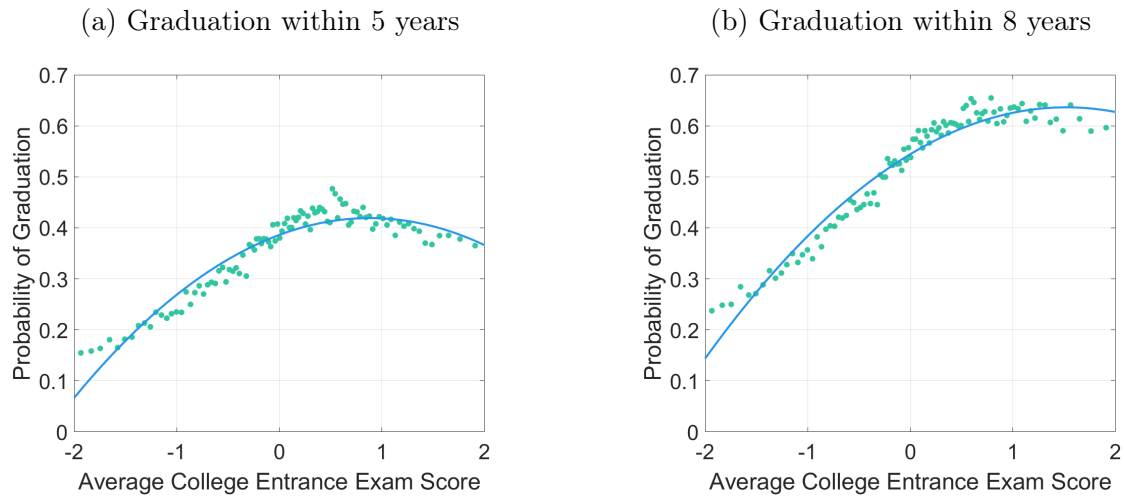 (a) Graduation within 5 years
Probability of Graduation
0.7
0.6
0.5
0.4
0.3
0.2
0.1
0
-2 -1 0 1 2
Average College Entrance Exam Score
(b) Graduation within 8 years
Probability of Graduation
0.7
0.6
0.5
0.4
0.3
0.2
0.1
0
-2 -1 0 1 2
Average College Entrance Exam Score